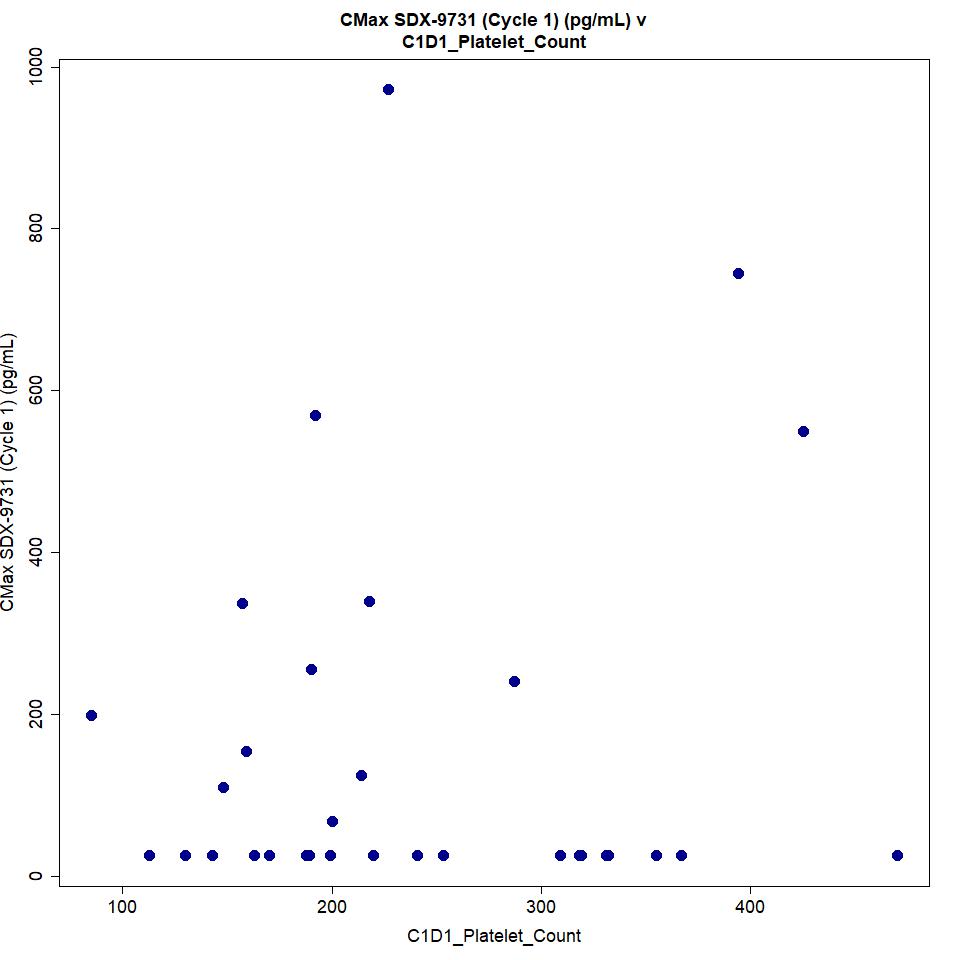 CMax SDX-9731 (Cycle 1) (pg/mL) v
C1D1_Platelet_Count
1000
800
600
400
200
0
CMax SDX-9731 (Cycle 1) (pg/mL)
100
200
300
400
C1D1_Platelet_Count